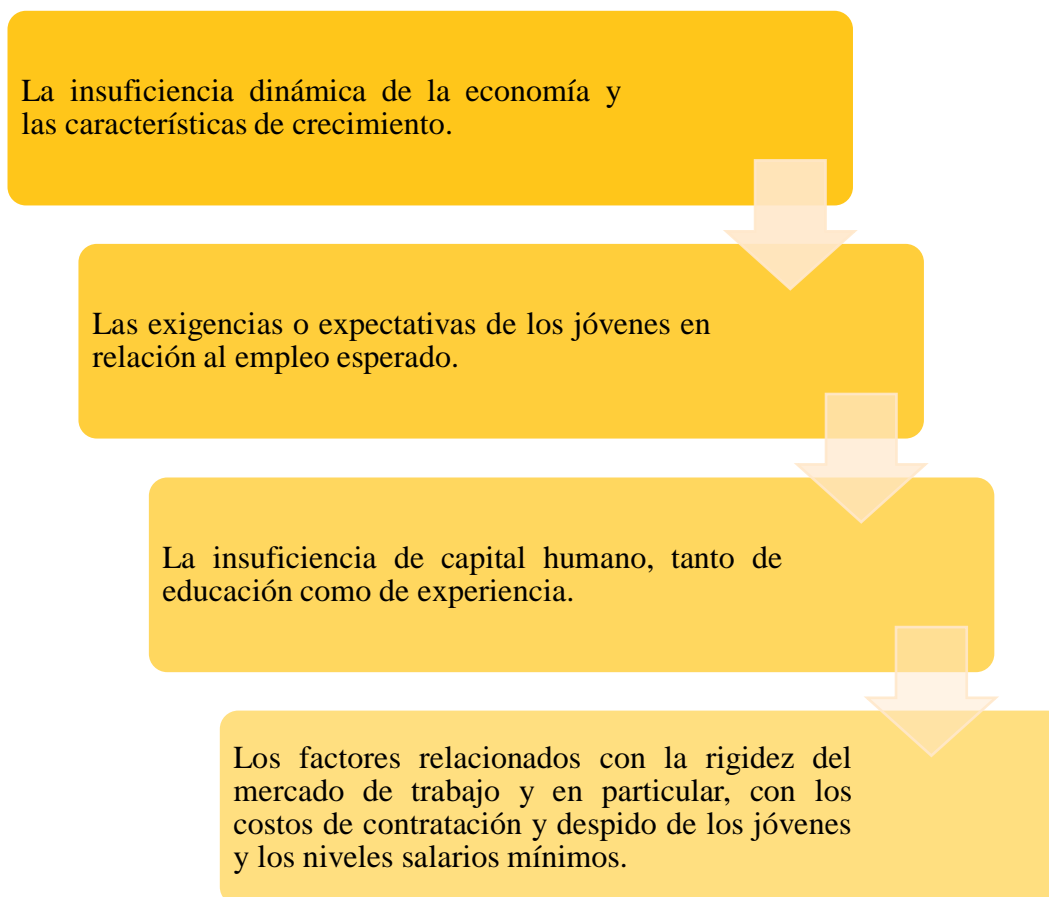 La insuficiencia dinámica de la economía y
las características de crecimiento.
Las exigencias o expectativas de los jóvenes en
relación al empleo esperado.
La insuficiencia de capital humano, tanto de
educación como de experiencia.
Los factores relacionados con la rigidez del
mercado de trabajo y en particular, con los
costos de contratación y despido de los jóvenes
y los niveles salarios mínimos.